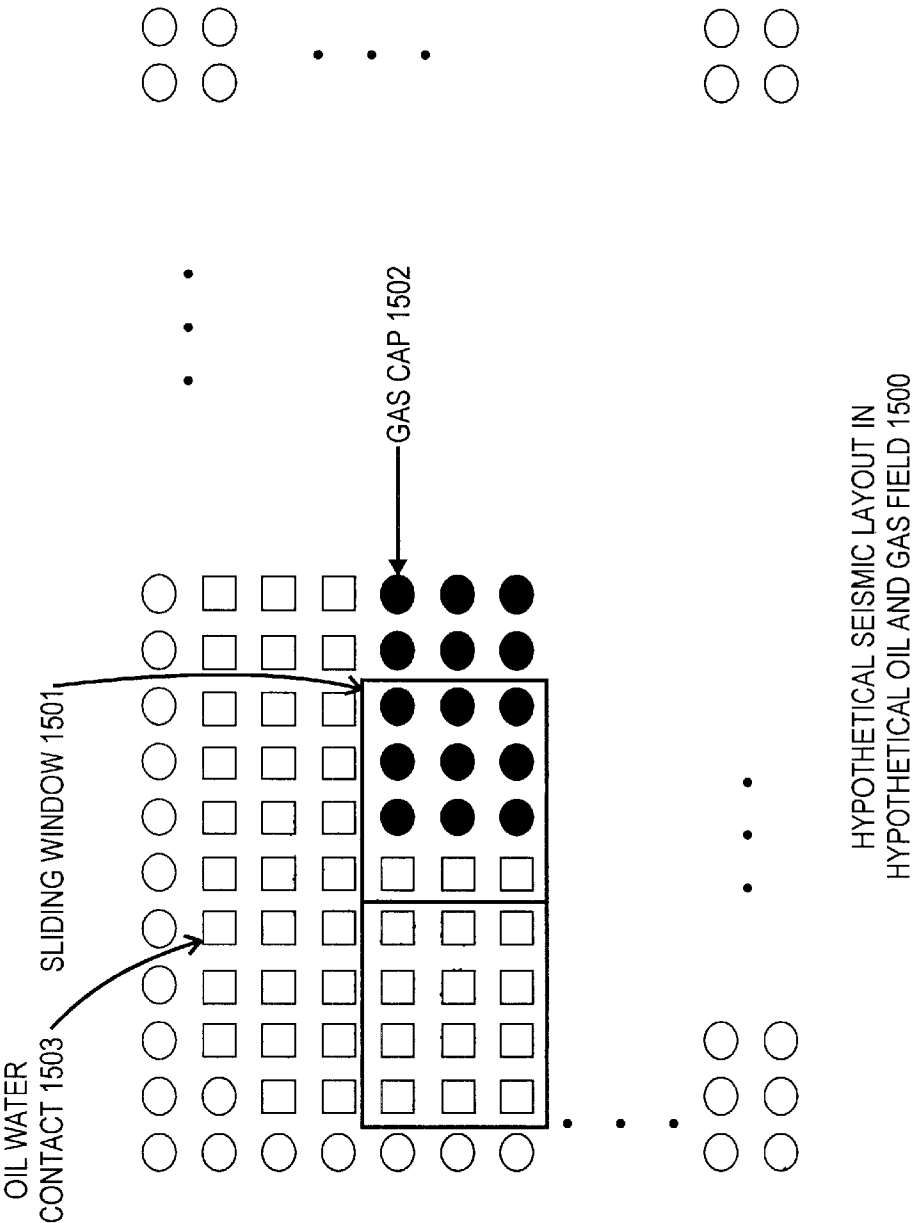 OIL WATER
CONTACT 1503
SLIDING WINDOW 1501
GAS CAP 1502
HYPOTHETICAL SEISMIC LAYOUT IN
HYPOTHETICAL OIL AND GAS FIELD 1500